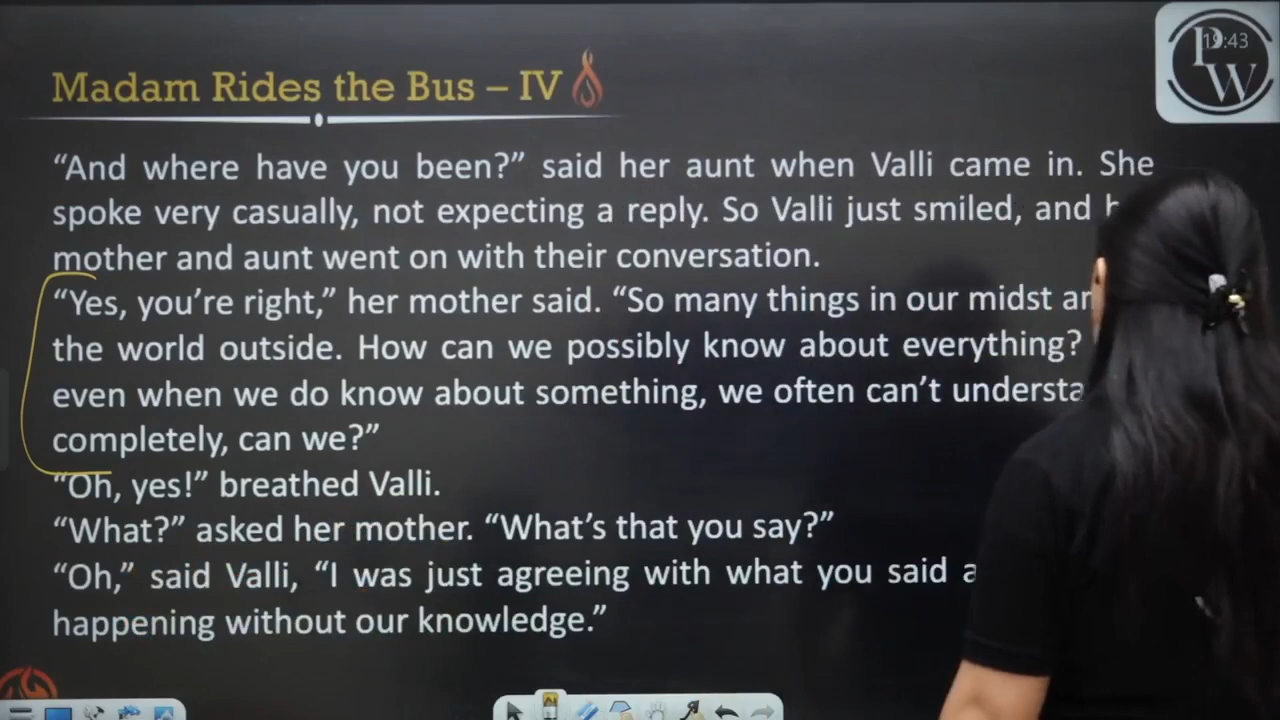 Madam Rides the Bus – IV
19:43
PW
“And where have you been?” said her aunt when Valli came in. She
spoke very casually, not expecting a reply. So Valli just smiled, and
mother and aunt went on with their conversation.
“Yes, you’re right,” her mother said. “So many things in our midst
the world outside. How can we possibly know about everything?
even when we do know about something, we often can’t
completely, can we?”
“Oh, yes!” breathed Valli.
“What?” asked her mother. “What’s that you say?”
“Oh,” said Valli, “I was just agreeing with what you said
happening without our knowledge.”